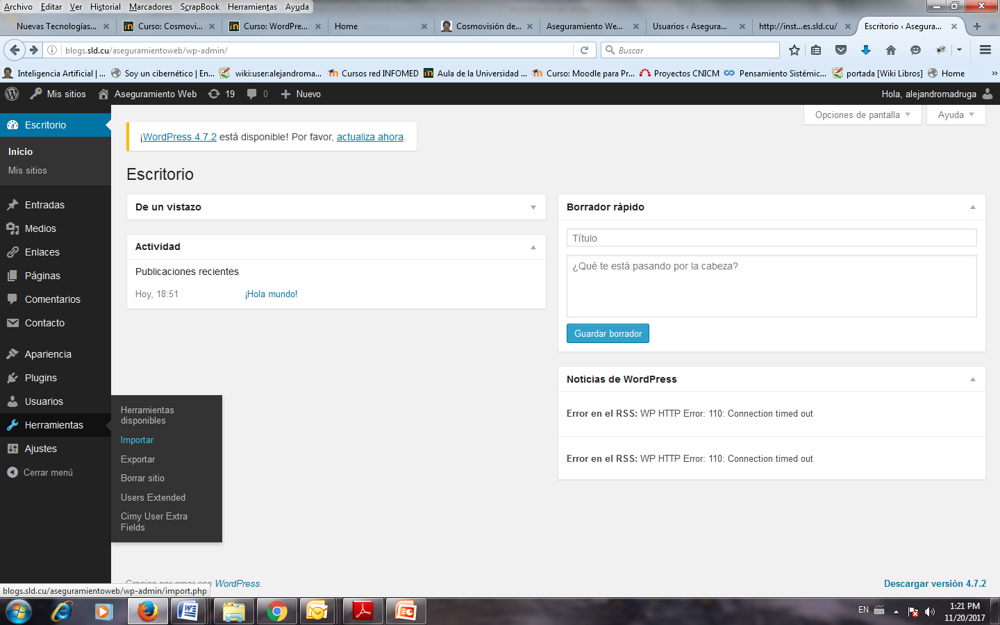 Archivo Editar Ver Historial Marcadores ScrapBook Herramientas Ayuda
Nuevas Tecnologías... Curso: Cosmovi... Curso: WordPre... Home Cosmovisión de... Aseguramiento We... Usuarios ‹ Asegura... http://inst...es.sld.cu/ Escritorio ‹ Asegura...
blogs.sld.cu/aseguramientoweb/wp-admin/ Buscar
Inteligencia Artificial | ... Soy un cibernético | En... wiki:user:alejandroma... Cursos red INFOMED Aula de la Universidad ... Curso: Moodle para Pr... Proyectos CNICM Pensamiento Sistémic... portada [Wiki Libros] Home »
Mis sitios Aseguramiento Web 19 0 Nuevo Hola, alejandromadruga
Opciones de pantalla Ayuda
Escritorio
Inicio
Mis sitios
Entradas
Medios
Enlaces
Páginas
Comentarios
Contacto
Apariencia
Plugins
Usuarios
Herramientas
Ajustes
Cerrar menú
Herramientas
disponibles
Importar
Exportar
Borrar sitio
Users Extended
Cimy User Extra
Fields
¡WordPress 4.7.2 está disponible! Por favor, actualiza ahora.
Escritorio
De un vistazo
Actividad
Publicaciones recientes
Hoy, 18:51 ¡Hola mundo!
Borrador rápido
Título
¿Qué te está pasando por la cabeza?
Guardar borrador
Noticias de WordPress
Error en el RSS: WP HTTP Error: 110: Connection timed out
Error en el RSS: WP HTTP Error: 110: Connection timed out
Gracias por crear con WordPress.
Descargar versión 4.7.2
blogs.sld.cu/aseguramientoweb/wp-admin/import.php
EN
1:21 PM
11/20/2017